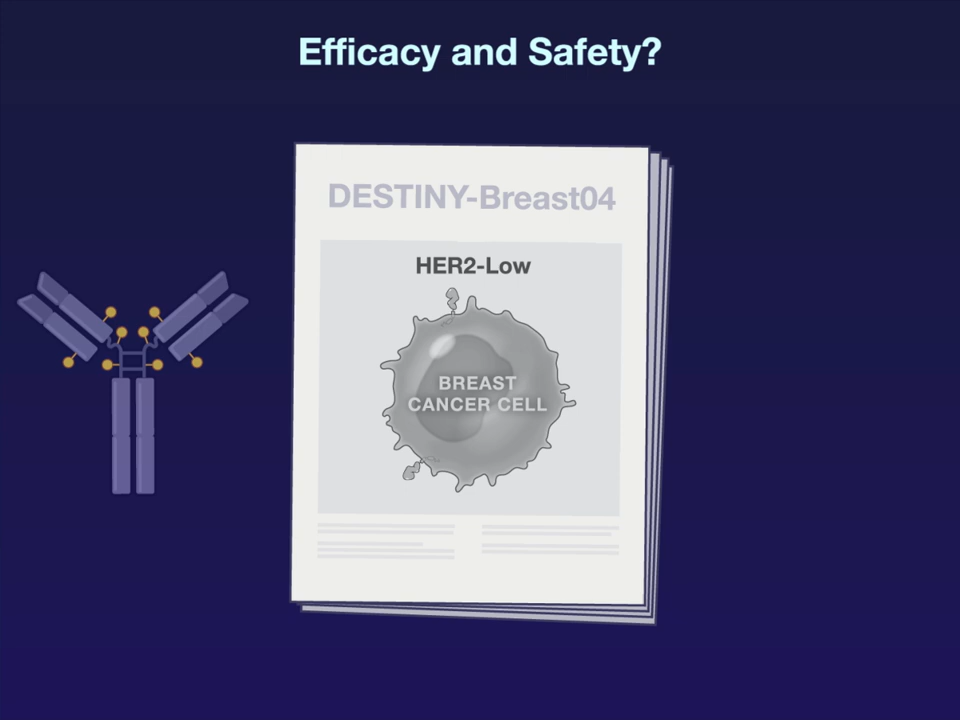 Efficacy and Safety?
DESTINY-Breast04
HER2-Low
BREAST
CANCER CELL